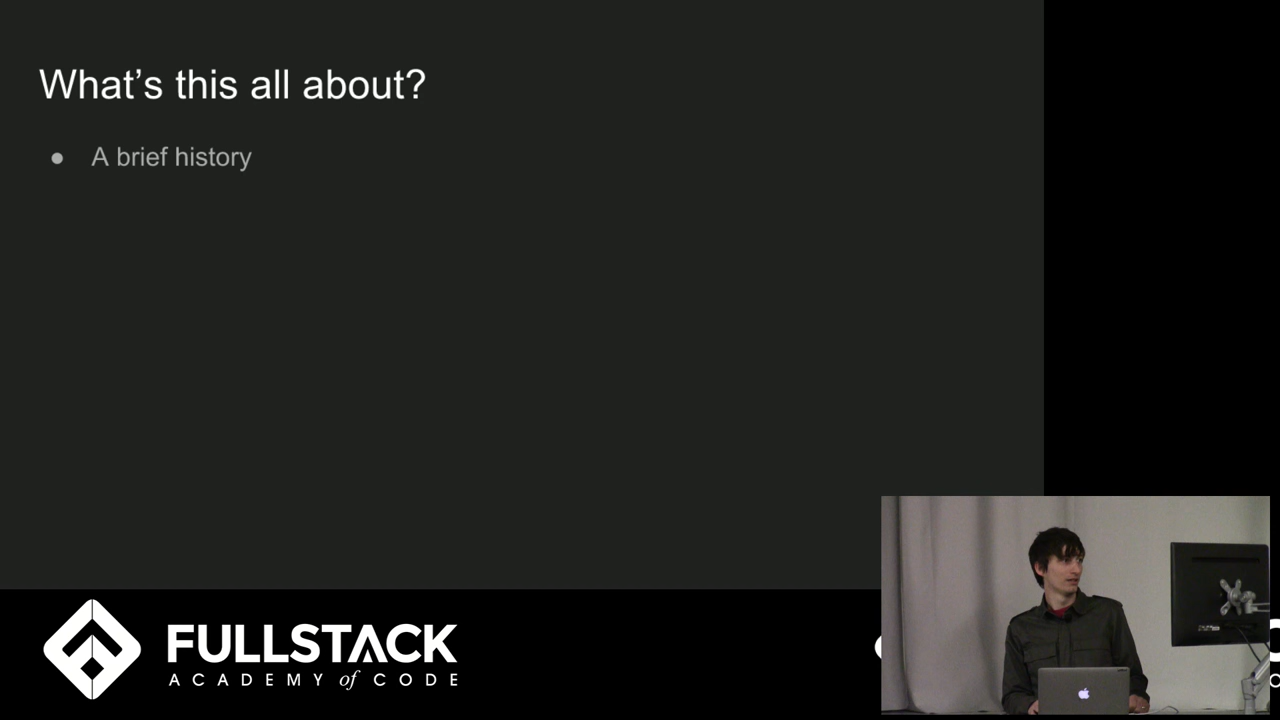 What's this all about?
● A brief history
FULLSTACK
ACADEMY of CODE